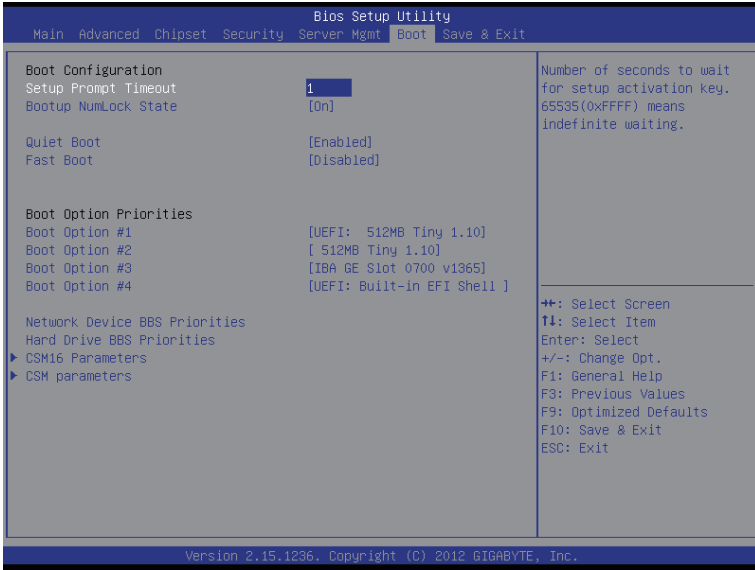 Bios Setup Utility
Main Advanced Chipset Security Server Mgmt Boot Save & Exit
Boot Configuration
Setup Prompt Timeout 1
Bootup NumLock State [On]
Quiet Boot [Enabled]
Fast Boot [Disabled]
Boot Option Priorities
Boot Option #1 [UEFI: 512MB Tiny 1.10]
Boot Option #2 [ 512MB Tiny 1.10]
Boot Option #3 [IBA GE Slot 0700 v1365]
Boot Option #4 [UEFI: Built-in EFI Shell ]
Network Device BBS Priorities
Hard Drive BBS Priorities
CSM16 Parameters
CSM parameters
Number of seconds to wait
for setup activation key.
65535(0xFFFF) means
indefinite waiting.
→←: Select Screen
↑↓: Select Item
Enter: Select
+/-: Change Opt.
F1: General Help
F3: Previous Values
F9: Optimized Defaults
F10: Save & Exit
ESC: Exit
Version 2.15.1236. Copyright (C) 2012 GIGABYTE, Inc.